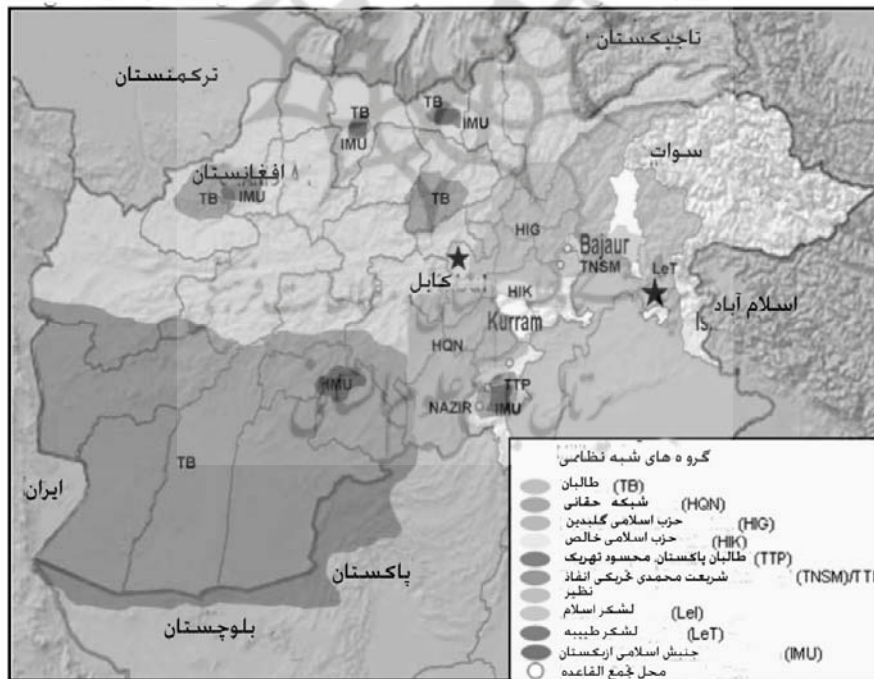 تاجیکستان
ترکمنستان
TB
TB
IMU
IMU
سوات
افغانستان
TB
IMU
TB
HIG
Bajaur
TNSM
LeT
کابل
HIK
اسلام آباد
Is.
Kurram
HQN
HMU
TTP
NAZIR
IMU
TB
ایران
پاکستان
بلوچستان
گروه های شبه نظامی
طالبان (TB)
شبکه حقانی (HQN)
حزب اسلامی گلبدین (HIG)
حزب اسلامی خالص (HIK)
طالبان پاکستان محسود تهریک (TTP)
شریعت محمدی تحریکی انفاذ (TNSM)/TTI
نظیر
لشکر اسلام (LeI)
لشکر طیبه (LeT)
جنبش اسلامی ازبکستان (IMU)
محل تجمع القاعده